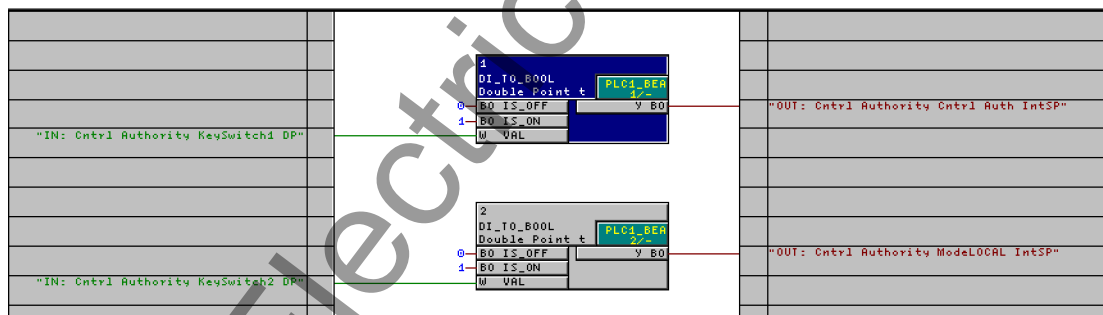 1
DI_TO_BOOL
Double Point t
PLC1_BEA
1/-
0 BO IS_OFF Y BO "OUT: Cntrl Authority Cntrl Auth IntSP"
1 BO IS_ON
"IN: Cntrl Authority KeySwitch1 DP" W VAL
2
DI_TO_BOOL
Double Point t
PLC1_BEA
2/-
0 BO IS_OFF Y BO "OUT: Cntrl Authority ModeLOCAL IntSP"
1 BO IS_ON
"IN: Cntrl Authority KeySwitch2 DP" W VAL
Electric